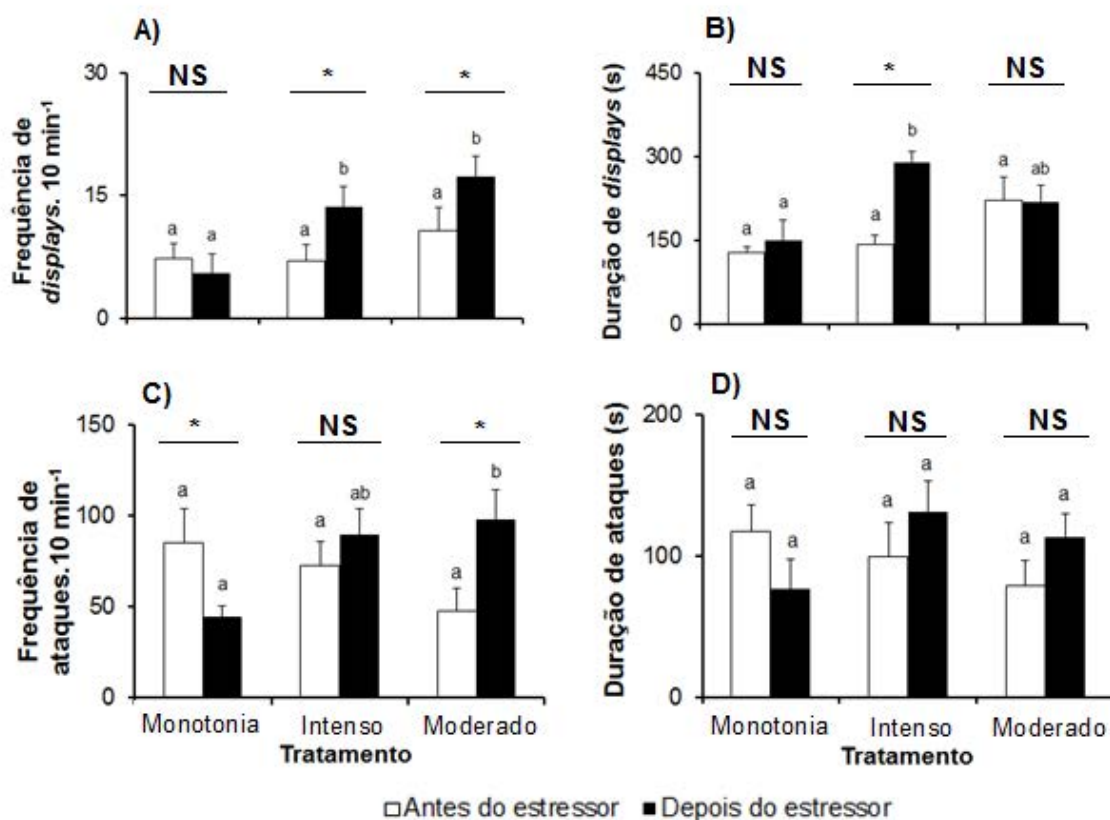 A)
Frequência de
displays. 10 min-1
30
15
0
NS
*
*
a
a
a
b
a
b
B)
Duração de displays (s)
450
300
150
0
NS
*
NS
a
a
a
b
a
ab
C)
Frequência de
ataques.10 min-1
150
100
50
0
*
NS
*
a
a
a
ab
a
b
Monotonia
Intenso
Moderado
Tratamento
D)
Duração de ataques (s)
200
100
0
NS
NS
NS
a
a
a
a
a
a
Monotonia
Intenso
Moderado
Tratamento
□Antes do estressor ■Depois do estressor